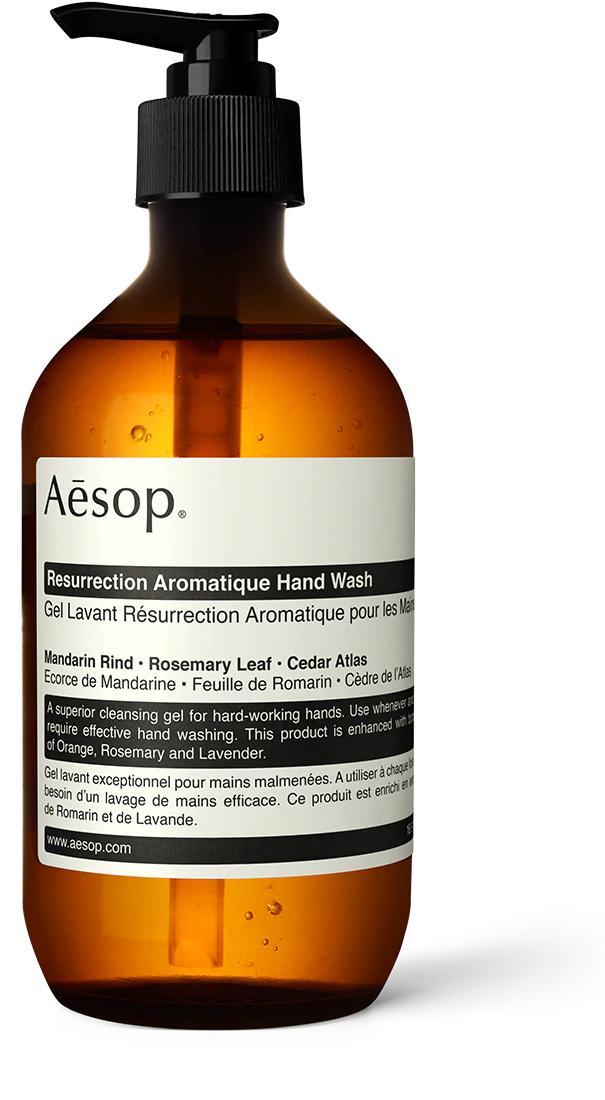 Aēsop®
Resurrection Aromatique Hand Wash
Gel Lavant Résurrection Aromatique pour les Mains
Mandarin Rind • Rosemary Leaf • Cedar Atlas
Ecorce de Mandarine • Feuille de Romarin • Cèdre de l'Atlas
A superior cleansing gel for hard-working hands. Use whenever
require effective hand washing. This product is enhanced with
of Orange, Rosemary and Lavender.
Gel lavant exceptionnel pour mains malmenées. A utiliser à chaque
besoin d'un lavage de mains efficace. Ce produit est enrichi en
de Romarin et de Lavande.
www.aesop.com